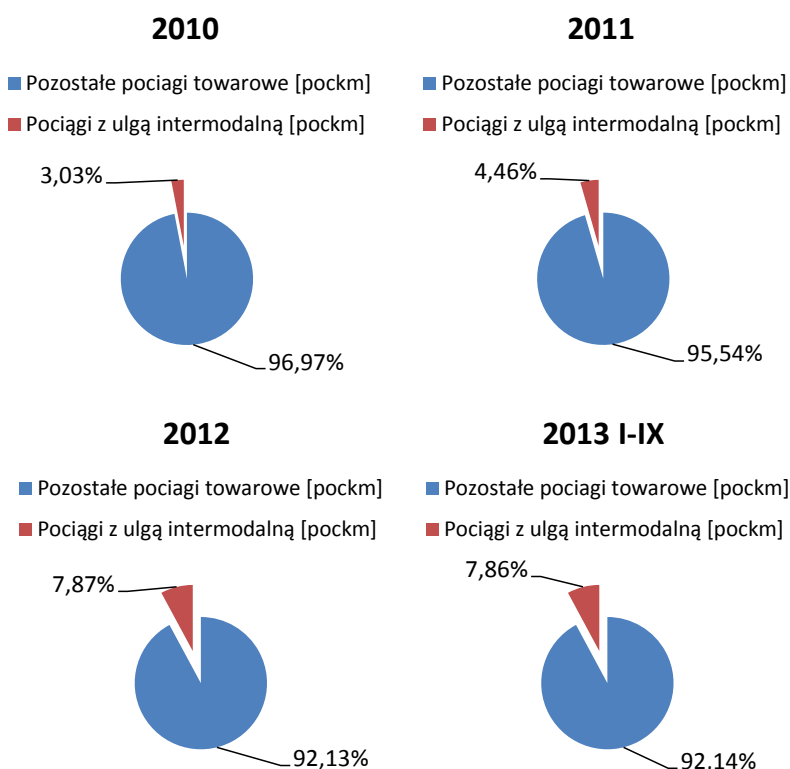 2010
Pozostałe pociagi towarowe [pockm]
Pociągi z ulgą intermodalną [pockm]
3,03%
96,97%
2011
Pozostałe pociagi towarowe [pockm]
Pociągi z ulgą intermodalną [pockm]
4,46%
95,54%
2012
Pozostałe pociagi towarowe [pockm]
Pociągi z ulgą intermodalną [pockm]
7,87%
92,13%
2013 I-IX
Pozostałe pociagi towarowe [pockm]
Pociągi z ulgą intermodalną [pockm]
7,86%
92,14%